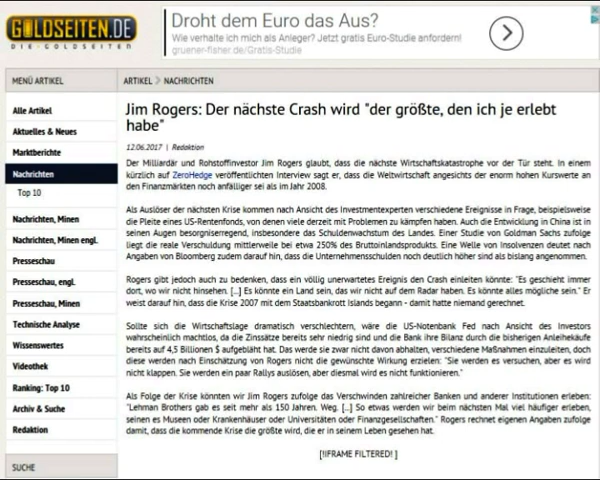 GOLDSEITEN.DE
DIE-GOLDSEITEN
Droht dem Euro das Aus?
Wie verhalte ich mich als Anleger? Jetzt gratis Euro-Studie anfordern!
gruener-fisher.de/Gratis-Studie
MENÜ ARTIKEL
Alle Artikel
Aktuelles & Neues
Marktberichte
Nachrichten
Top 10
Nachrichten, Minen
Nachrichten, Minen engl.
Presseschau
Presseschau, engl.
Presseschau, Minen
Technische Analyse
Wissenswertes
Videothek
Ranking: Top 10
Archiv & Suche
Redaktion
SUCHE
ARTIKEL > NACHRICHTEN
Jim Rogers: Der nächste Crash wird "der größte, den ich je erlebt
habe"
12.06.2017 | Redaktion
Der Milliardär und Rohstoffinvestor Jim Rogers glaubt, dass die nächste Wirtschaftskatastrophe vor der Tür steht. In einem
kürzlich auf ZeroHedge veröffentlichten Interview sagt er, dass die Weltwirtschaft angesichts der enorm hohen Kurswerte an
den Finanzmärkten noch anfälliger sei als im Jahr 2008.
Als Auslöser der nächsten Krise kommen nach Ansicht des Investmentexperten verschiedene Ereignisse in Frage, beispielsweise
die Pleite eines US-Rentenfonds, von denen viele derzeit mit Problemen zu kämpfen haben. Auch die Entwicklung in China ist in
seinen Augen besorgniserregend, insbesondere das Schuldenwachstum des Landes. Einer Studie von Goldman Sachs zufolge
liegt die reale Verschuldung mittlerweile bei etwa 250% des Bruttoinlandsprodukts. Eine Welle von Insolvenzen deutet nach
Angaben von Bloomberg zudem darauf hin, dass die Unternehmensschulden noch deutlich höher sind als bislang angenommen.
Rogers gibt jedoch auch zu bedenken, dass ein völlig unerwartetes Ereignis den Crash einleiten könnte: "Es geschieht immer
dort, wo wir nicht hinsehen. [...] Es könnte ein Land sein, das wir nicht auf dem Radar haben. Es könnte alles mögliche sein." Er
weist darauf hin, dass die Krise 2007 mit dem Staatsbankrott Islands begann - damit hatte niemand gerechnet.
Sollte sich die Wirtschaftslage dramatisch verschlechtern, wäre die US-Notenbank Fed nach Ansicht des Investors
wahrscheinlich machtlos, da die Zinssätze bereits sehr niedrig sind und die Bank ihre Bilanz durch die bisherigen Anleihekäufe
bereits auf 4,5 Billionen $ aufgebläht hat. Das werde sie zwar nicht davon abhalten, verschiedene Maßnahmen einzuleiten, doch
diese werden nach Einschätzung von Rogers nicht die gewünschte Wirkung erzielen: "Sie werden es versuchen, aber es wird
nicht klappen. Sie werden ein paar Rallys auslösen, aber diesmal wird es nicht funktionieren."
Als Folge der Krise könnten wir Jim Rogers zufolge das Verschwinden zahlreicher Banken und anderer Institutionen erleben:
"Lehman Brothers gab es seit mehr als 150 Jahren. Weg. [...] So etwas werden wir beim nächsten Mal viel häufiger erleben,
seinen es Museen oder Krankenhäuser oder Universitäten oder Finanzgesellschaften." Rogers rechnet eigenen Angaben zufolge
damit, dass die kommende Krise die größte wird, die er in seinem Leben gesehen hat.
[!IFRAME FILTERED! ]